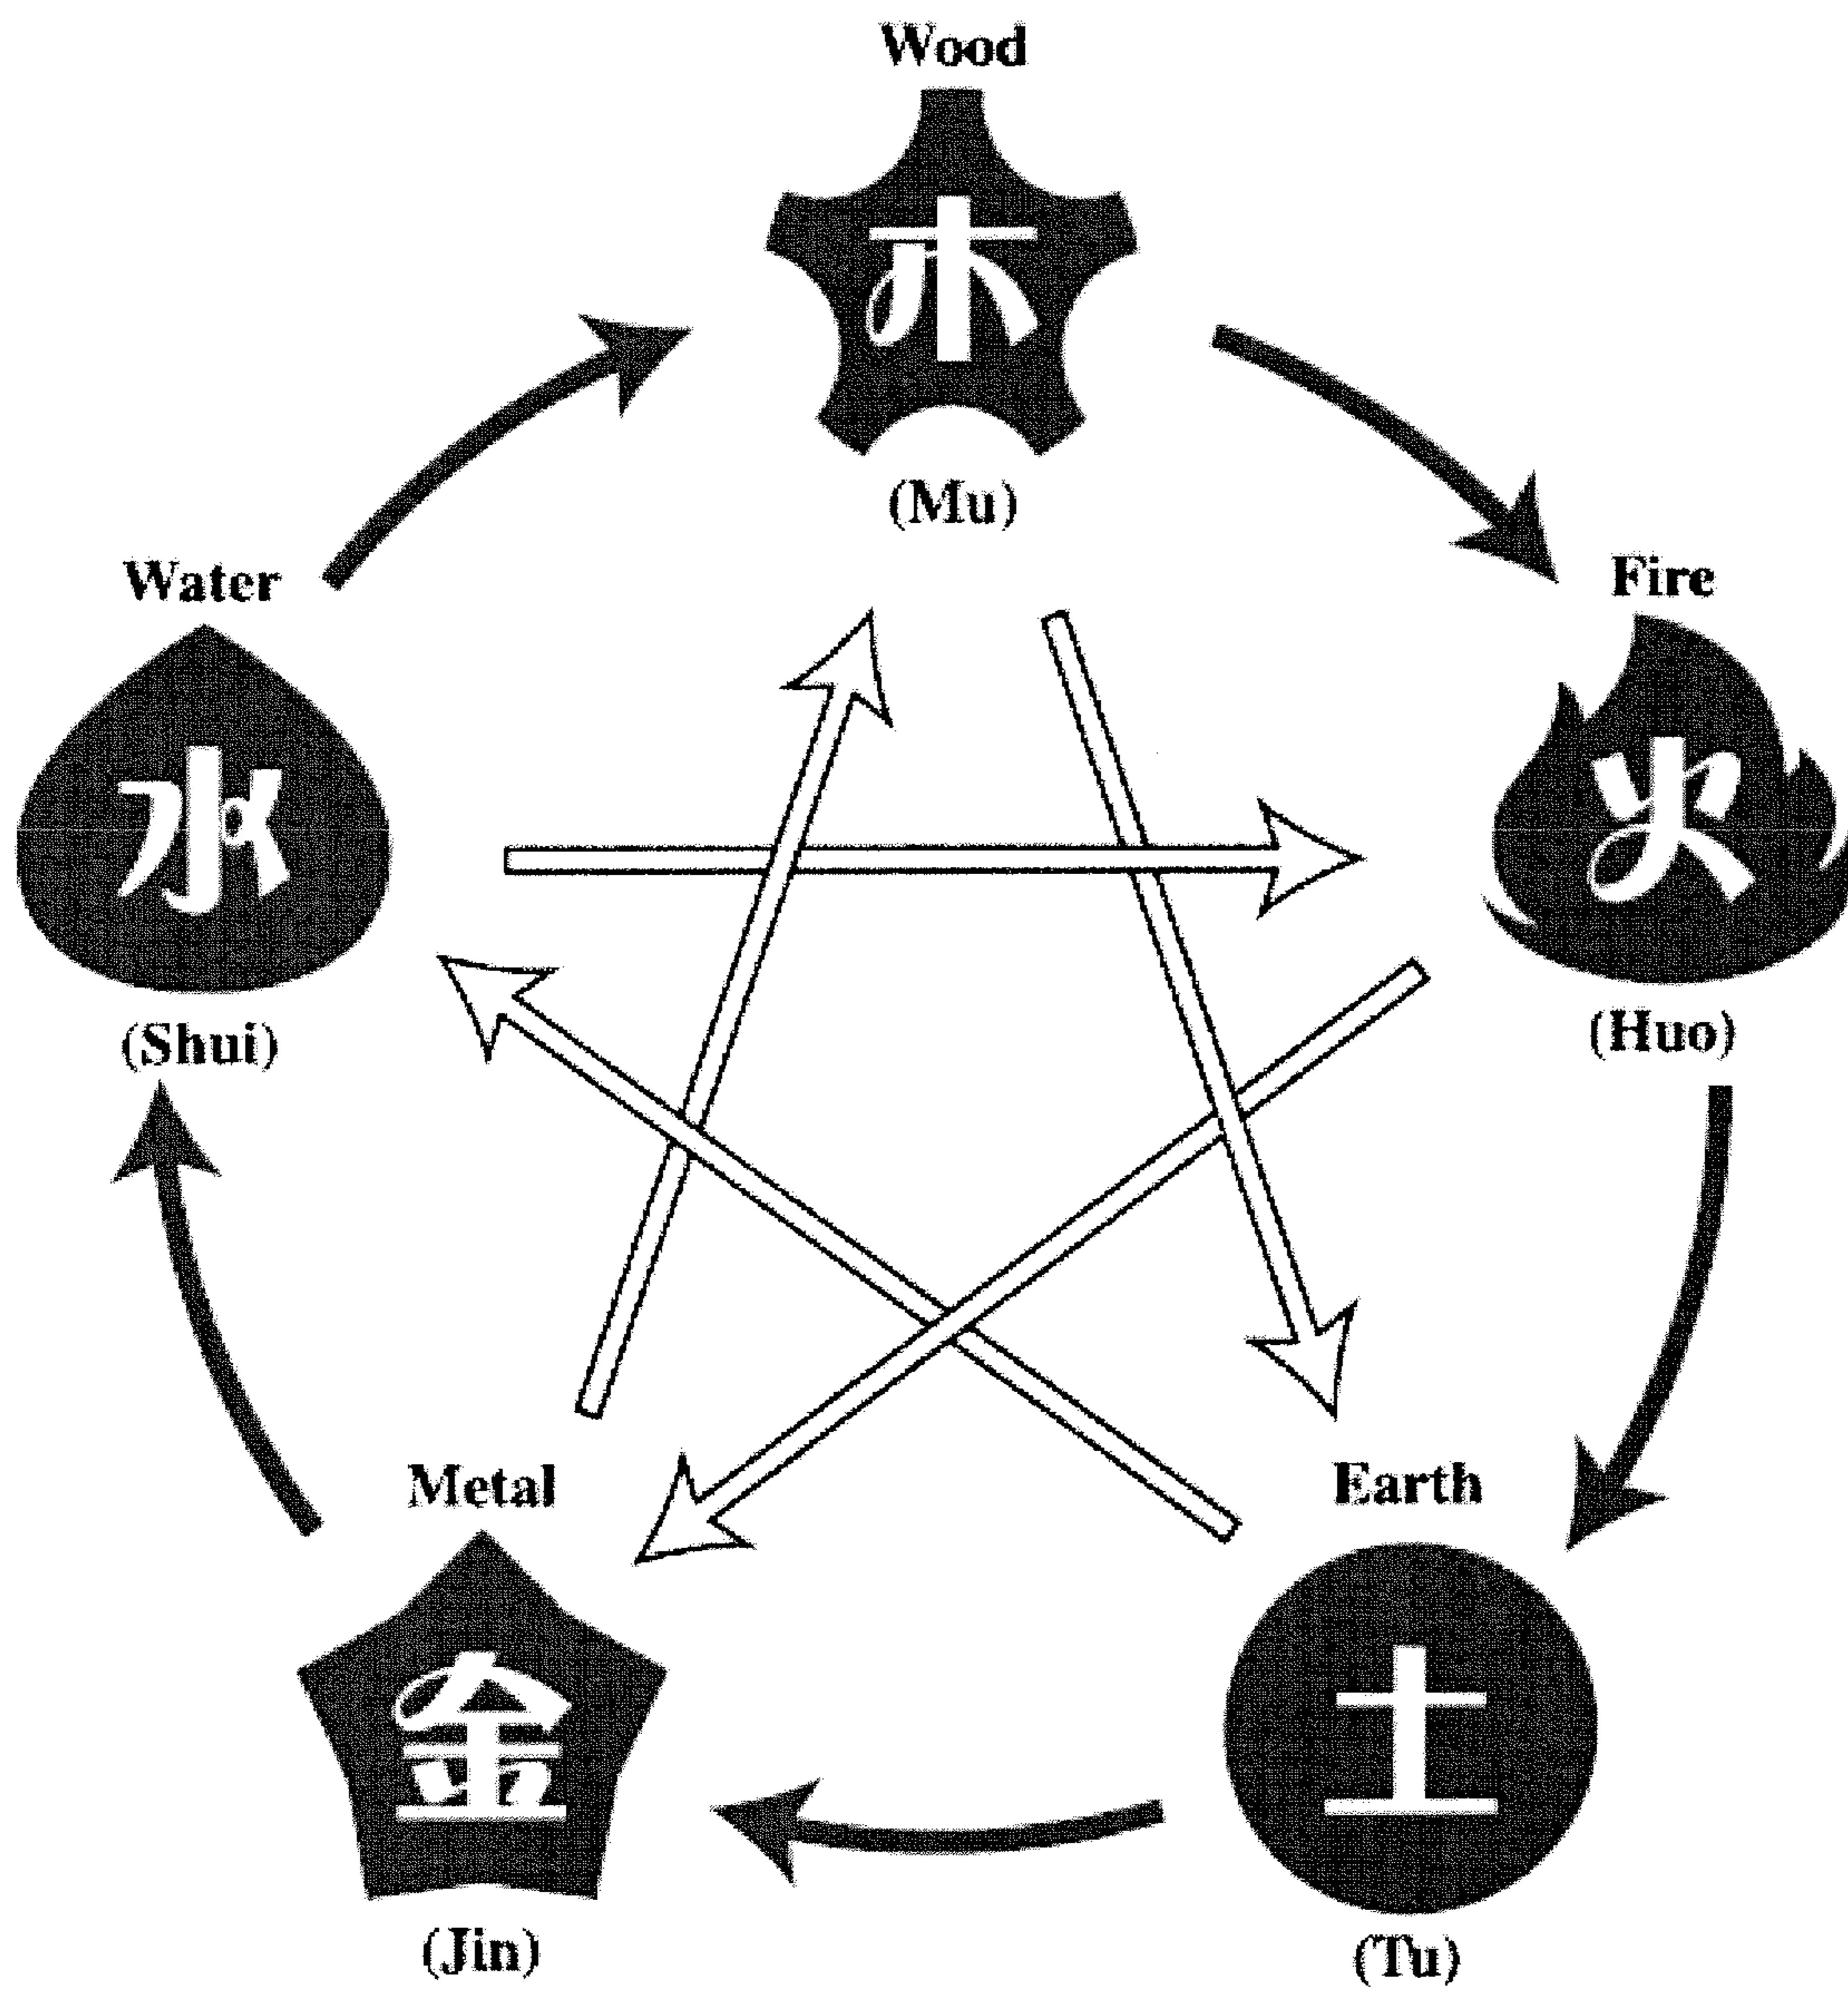 Wood
木
(Mu)
Water
水
(Shui)
Fire
火
(Huo)
Metal
金
(Jin)
Earth
土
(Tu)